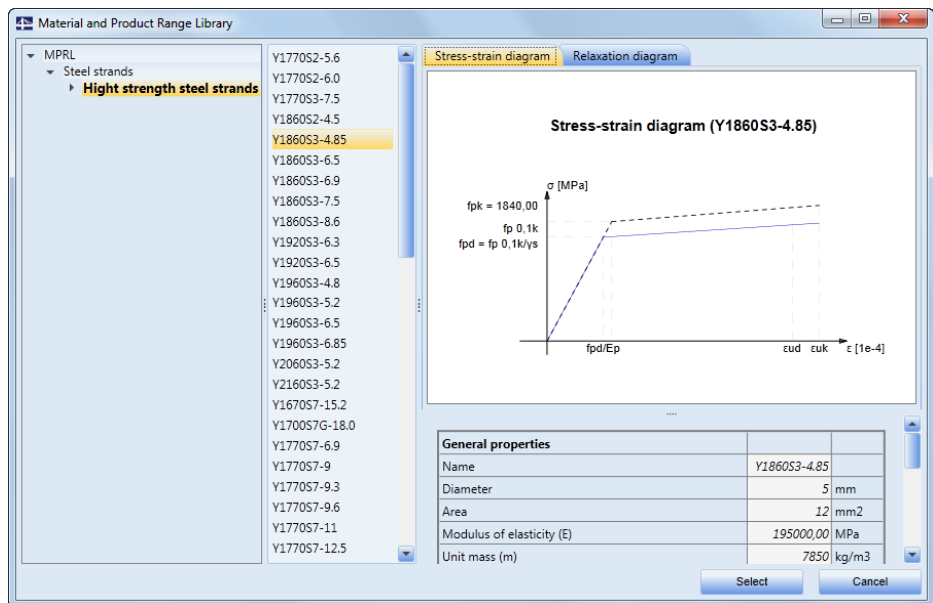 Material and Product Range Library
MPRL
Steel strands
Hight strength steel strands
Y1770S2-5.6
Y1770S2-6.0
Y1770S3-7.5
Y1860S2-4.5
Y1860S3-4.85
Y1860S3-6.5
Y1860S3-6.9
Y1860S3-7.5
Y1860S3-8.6
Y1920S3-6.3
Y1920S3-6.5
Y1960S3-4.8
Y1960S3-5.2
Y1960S3-6.5
Y1960S3-6.85
Y2060S3-5.2
Y2160S3-5.2
Y1670S7-15.2
Y1700S7G-18.0
Y1770S7-6.9
Y1770S7-9
Y1770S7-9.3
Y1770S7-9.6
Y1770S7-11
Y1770S7-12.5
Stress-strain diagram Relaxation diagram
Stress-strain diagram (Y1860S3-4.85)
σ [MPa]
fpk = 1840,00
fp 0,1k
fpd = fp 0,1k/γs
fpd/Ep εud εuk ε [1e-4]
General properties
Name Y1860S3-4.85
Diameter 5 mm
Area 12 mm2
Modulus of elasticity (E) 195000,00 MPa
Unit mass (m) 7850 kg/m3
Select Cancel